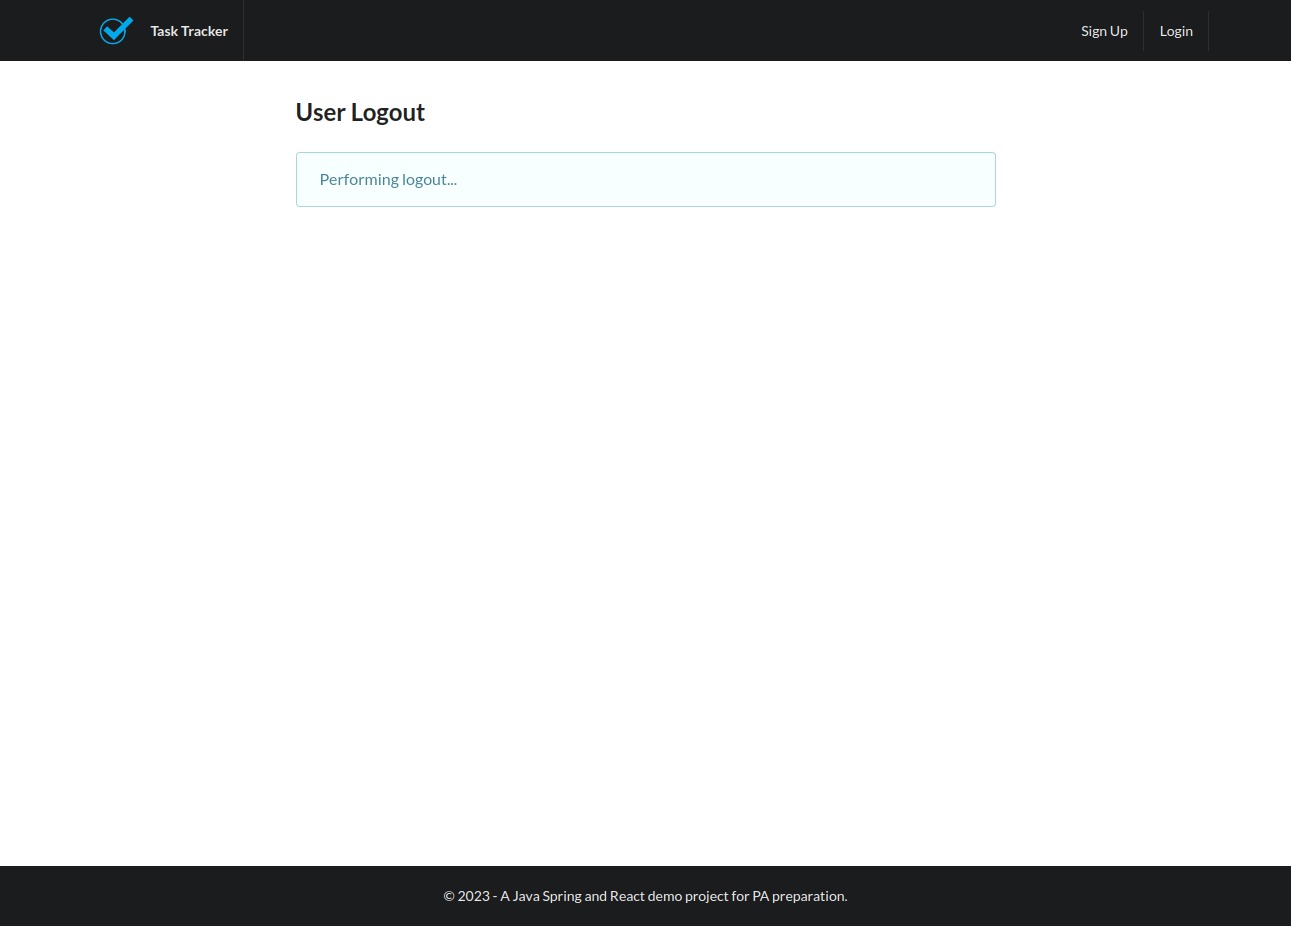 Task Tracker
Sign Up
Login
User Logout
Performing logout...
© 2023 - A Java Spring and React demo project for PA preparation.